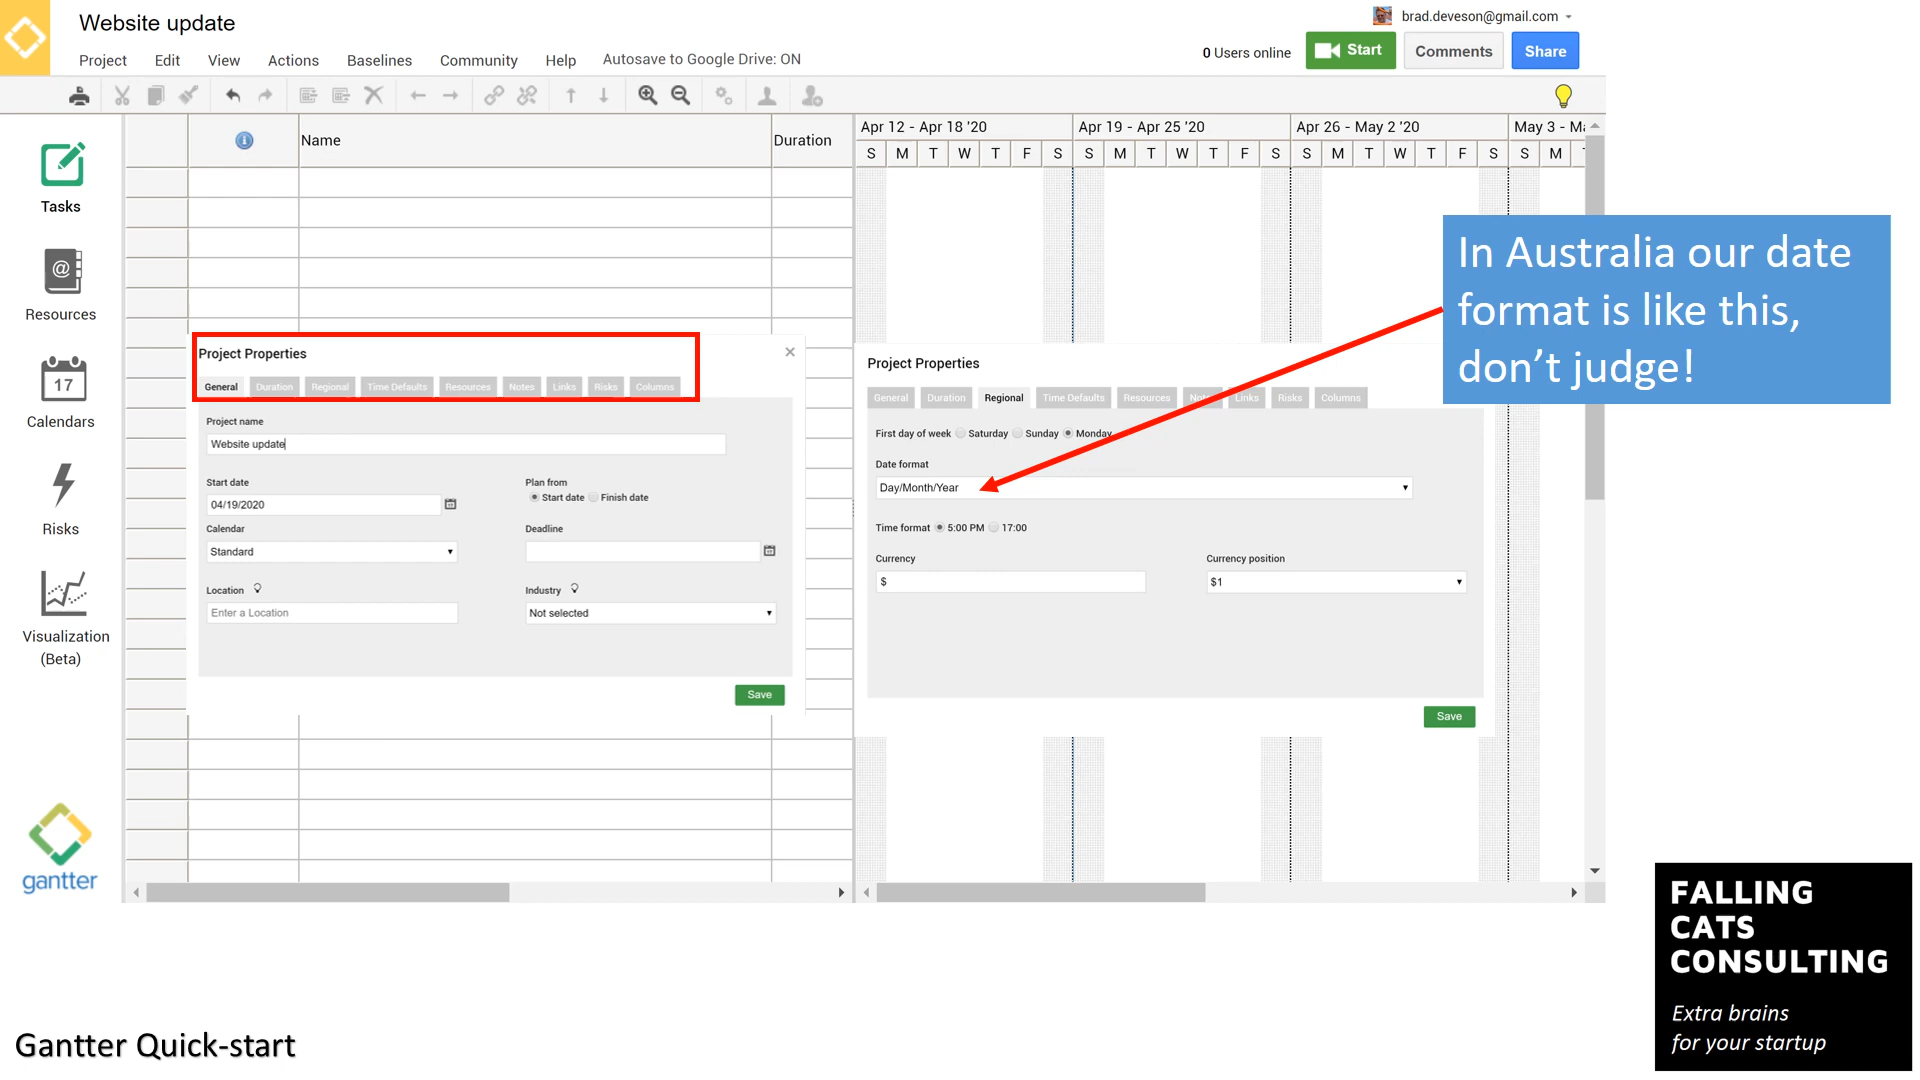 Website update
brad.deveson@gmail.com
Project Edit View Actions Baselines Community Help Autosave to Google Drive: ON
0 Users online Start Comments Share
Name Duration
Apr 12 - Apr 18 '20 Apr 19 - Apr 25 '20 Apr 26 - May 2 '20 May 3 - Ma
S M T W T F S S M T W T F S S M T W T F S S M
Tasks
@
Resources
17
Calendars
Risks
Visualization
(Beta)
gantter
Project Properties
General Duration Regional Time Defaults Resources Notes Links Risks Columns
Project name
Website update
Start date
04/19/2020
Plan from
Start date Finish date
Calendar
Standard
Deadline
Location
Enter a Location
Industry
Not selected
Save
Project Properties
General Duration Regional Time Defaults Resources Links Risks Columns
First day of week Saturday Sunday Monday
Date format
Day/Month/Year
Time format 5:00 PM 17:00
Currency
$
Currency position
$1
Save
In Australia our date
format is like this,
don't judge!
FALLING
CATS
CONSULTING
Extra brains
for your startup
Gantter Quick-start